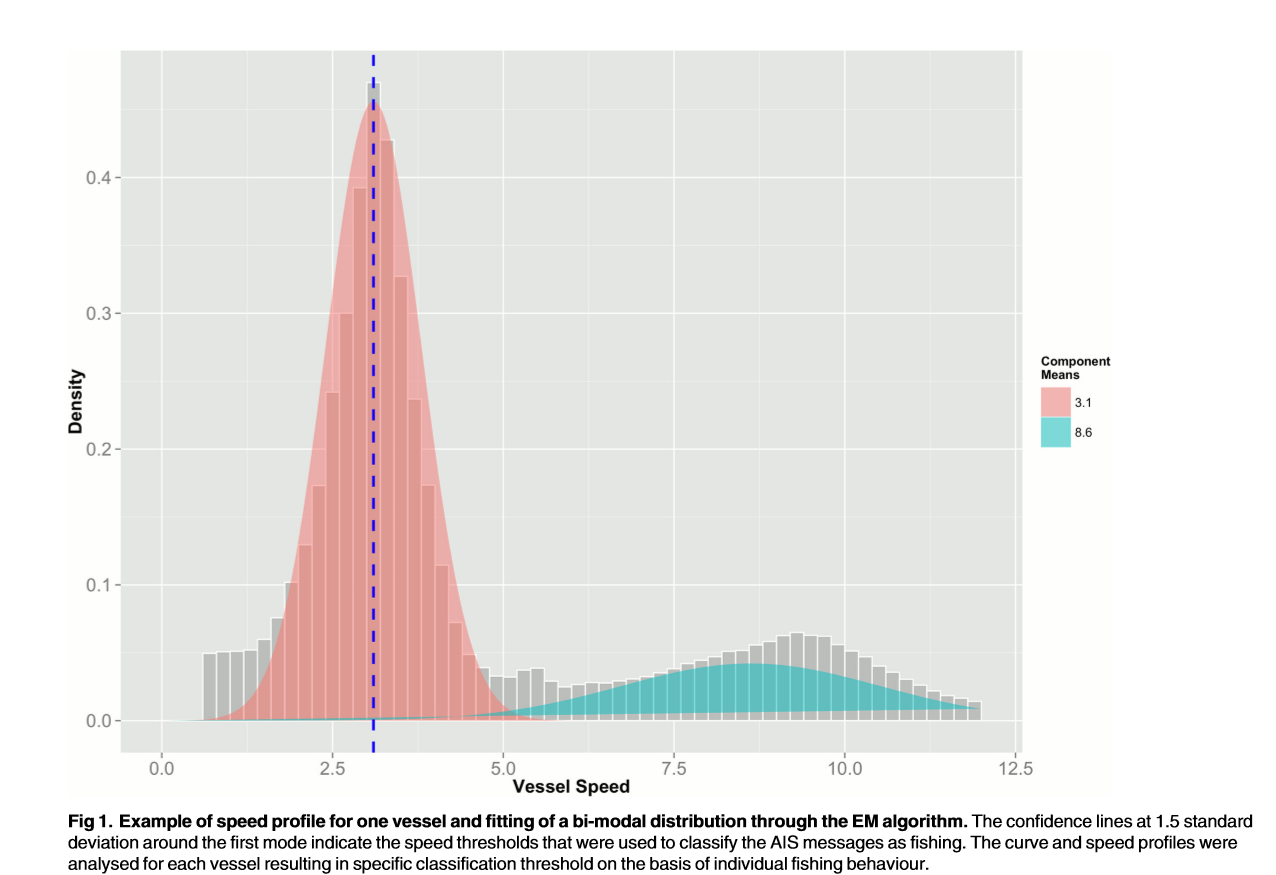 0.4
0.3
0.2
0.1
0.0
Density
0.0 2.5 5.0 7.5 10.0 12.5
Vessel Speed
Component
Means
3.1
8.6
Fig 1. Example of speed profile for one vessel and fitting of a bi-modal distribution through the EM algorithm. The confidence lines at 1.5 standard
deviation around the first mode indicate the speed thresholds that were used to classify the AIS messages as fishing. The curve and speed profiles were
analysed for each vessel resulting in specific classification threshold on the basis of individual fishing behaviour.